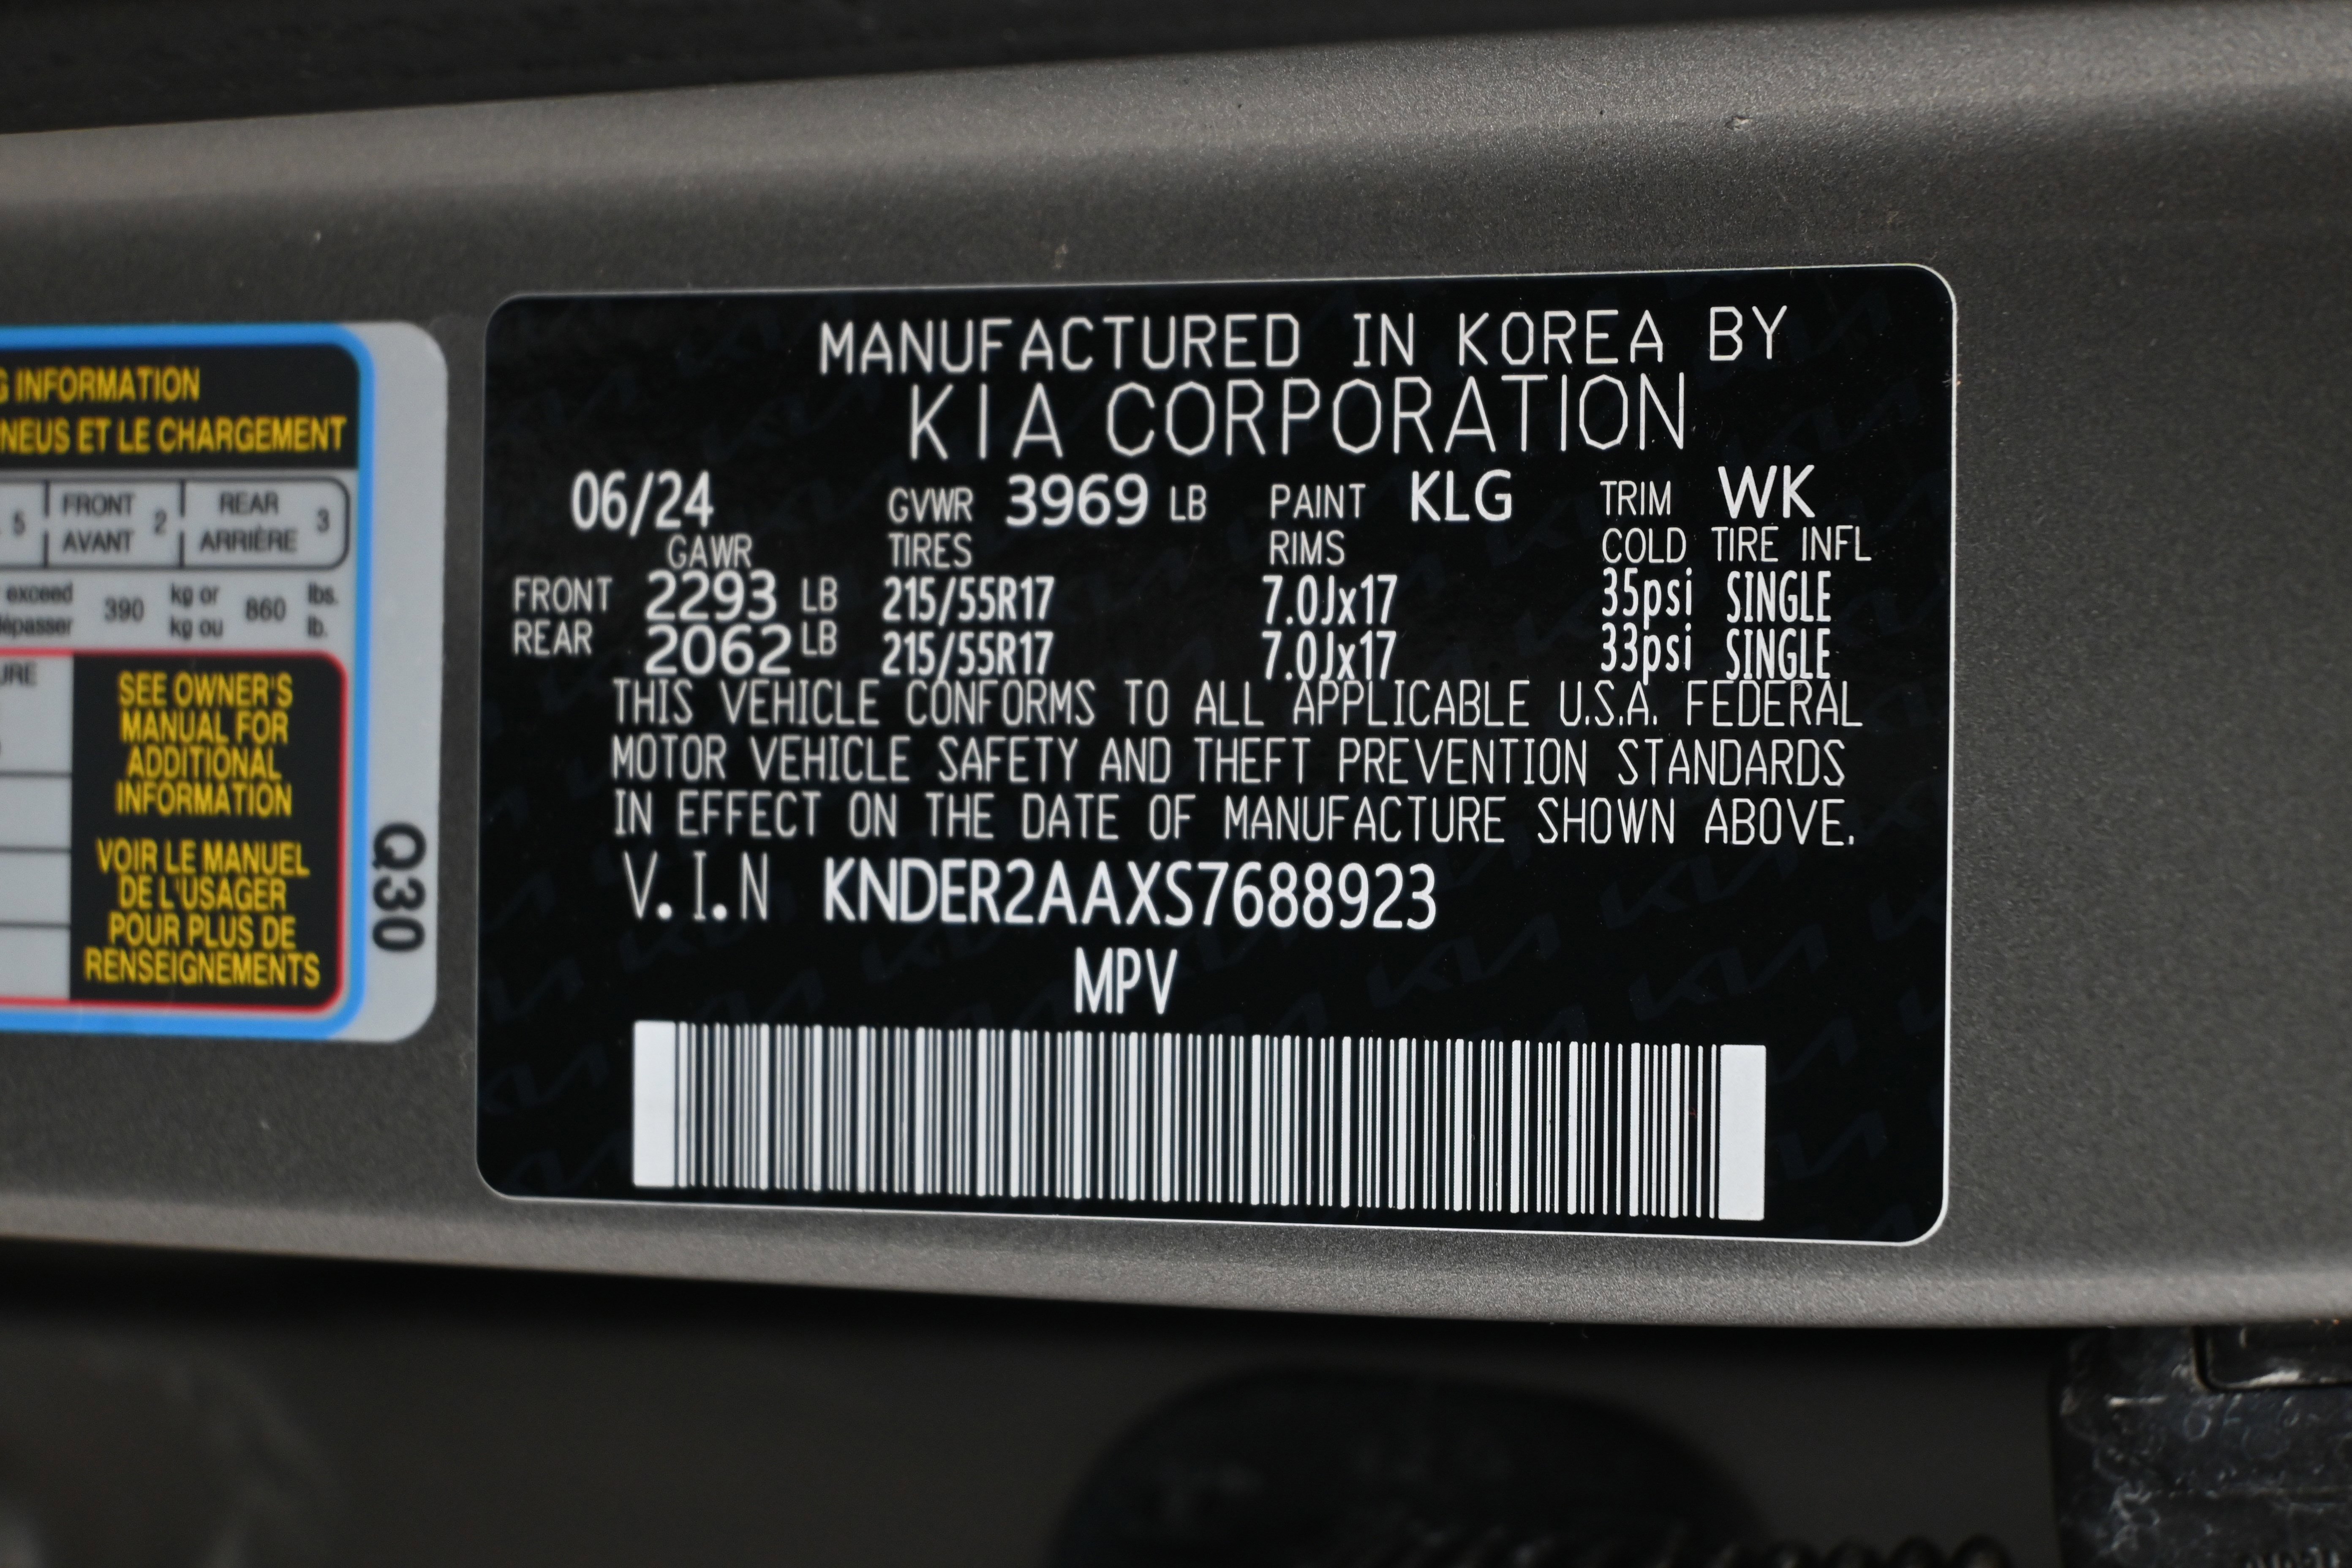 G INFORMATION
NEUS ET LE CHARGEMENT
5 FRONT 2 REAR 3
AVANT ARRIÈRE
exceed 390 kg or 860 lbs.
dépasser kg ou lb.
URE
SEE OWNER'S
MANUAL FOR
ADDITIONAL
INFORMATION
VOIR LE MANUEL
DE L'USAGER
POUR PLUS DE
RENSEIGNEMENTS
Q30
MANUFACTURED IN KOREA BY
KIA CORPORATION
06/24 GVWR 3969 LB PAINT KLG TRIM WK
GAWR TIRES RIMS COLD TIRE INFL
FRONT 2293 LB 215/55R17 7.0Jx17 35psi SINGLE
REAR 2062 LB 215/55R17 7.0Jx17 33psi SINGLE
THIS VEHICLE CONFORMS TO ALL APPLICABLE U.S.A. FEDERAL
MOTOR VEHICLE SAFETY AND THEFT PREVENTION STANDARDS
IN EFFECT ON THE DATE OF MANUFACTURE SHOWN ABOVE.
V.I.N KNDER2AAXS7688923
MPV